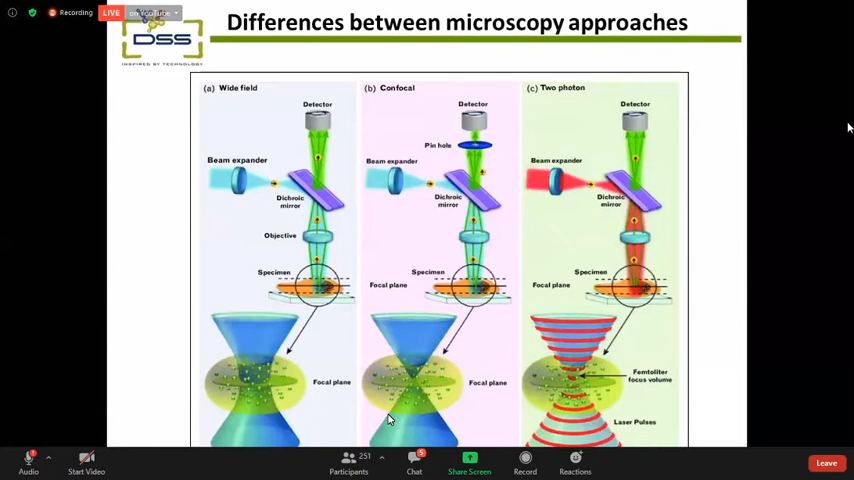 Recording
LIVE
on YouTube
DSS
INSPIRED BY TECHNOLOGY
Differences between microscopy approaches
(a) Wide field
Detector
Beam expander
Dichroic
mirror
Objective
Specimen
Focal plane
(b) Confocal
Detector
Pin hole
Beam expander
Dichroic
mirror
Specimen
Focal plane
Focal plane
(c) Two photon
Detector
Beam expander
Dichroic
mirror
Specimen
Focal plane
Femtoliter
focus volume
Laser Pulses
Audio
Start Video
251
Participants
5
Chat
Share Screen
Record
Reactions
Leave